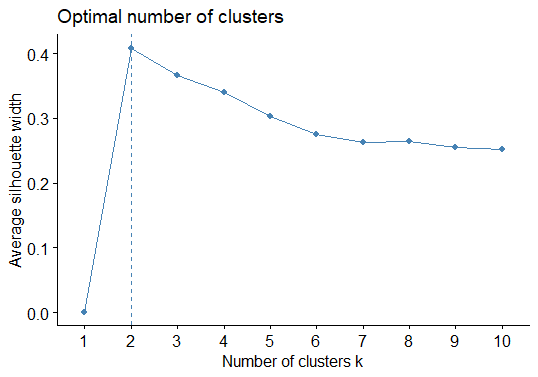 Optimal number of clusters
Average silhouette width
0.4
0.3
0.2
0.1
0.0
1 2 3 4 5 6 7 8 9 10
Number of clusters k